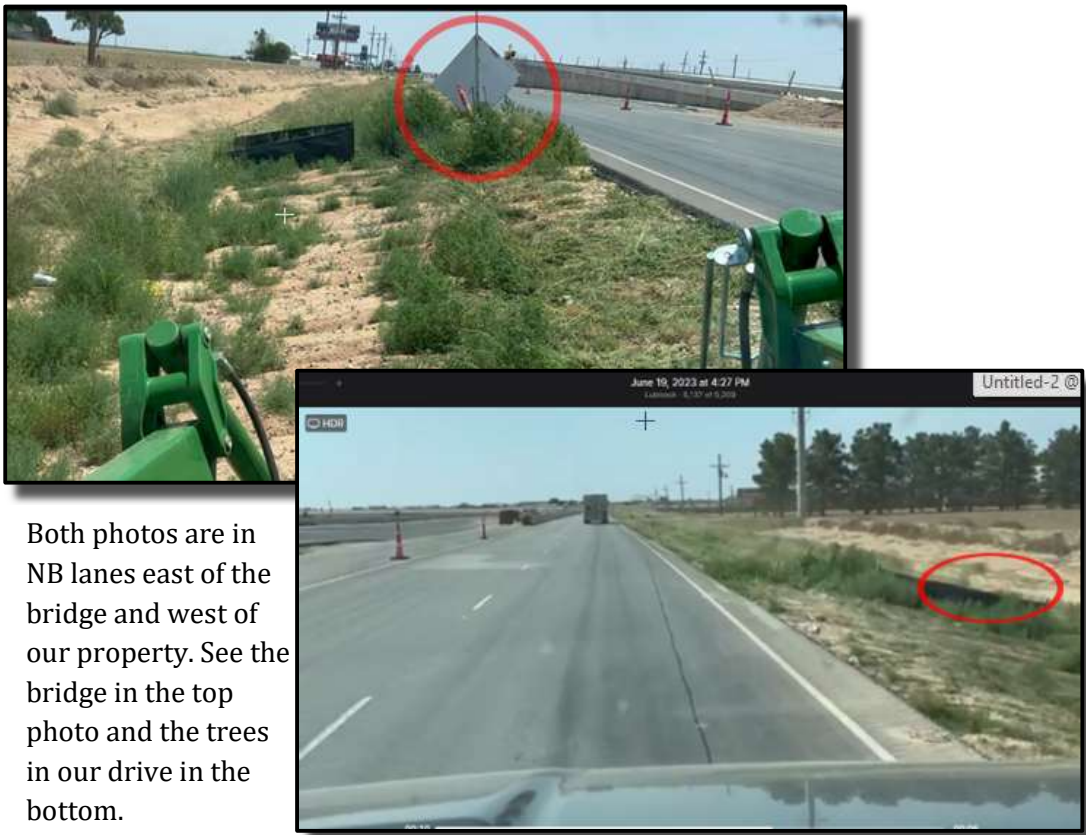 June 19, 2023 at 4:27 PM
Untitled-2 @
HDR
Both photos are in
NB lanes east of the
bridge and west of
our property. See the
bridge in the top
photo and the trees
in our drive in the
bottom.